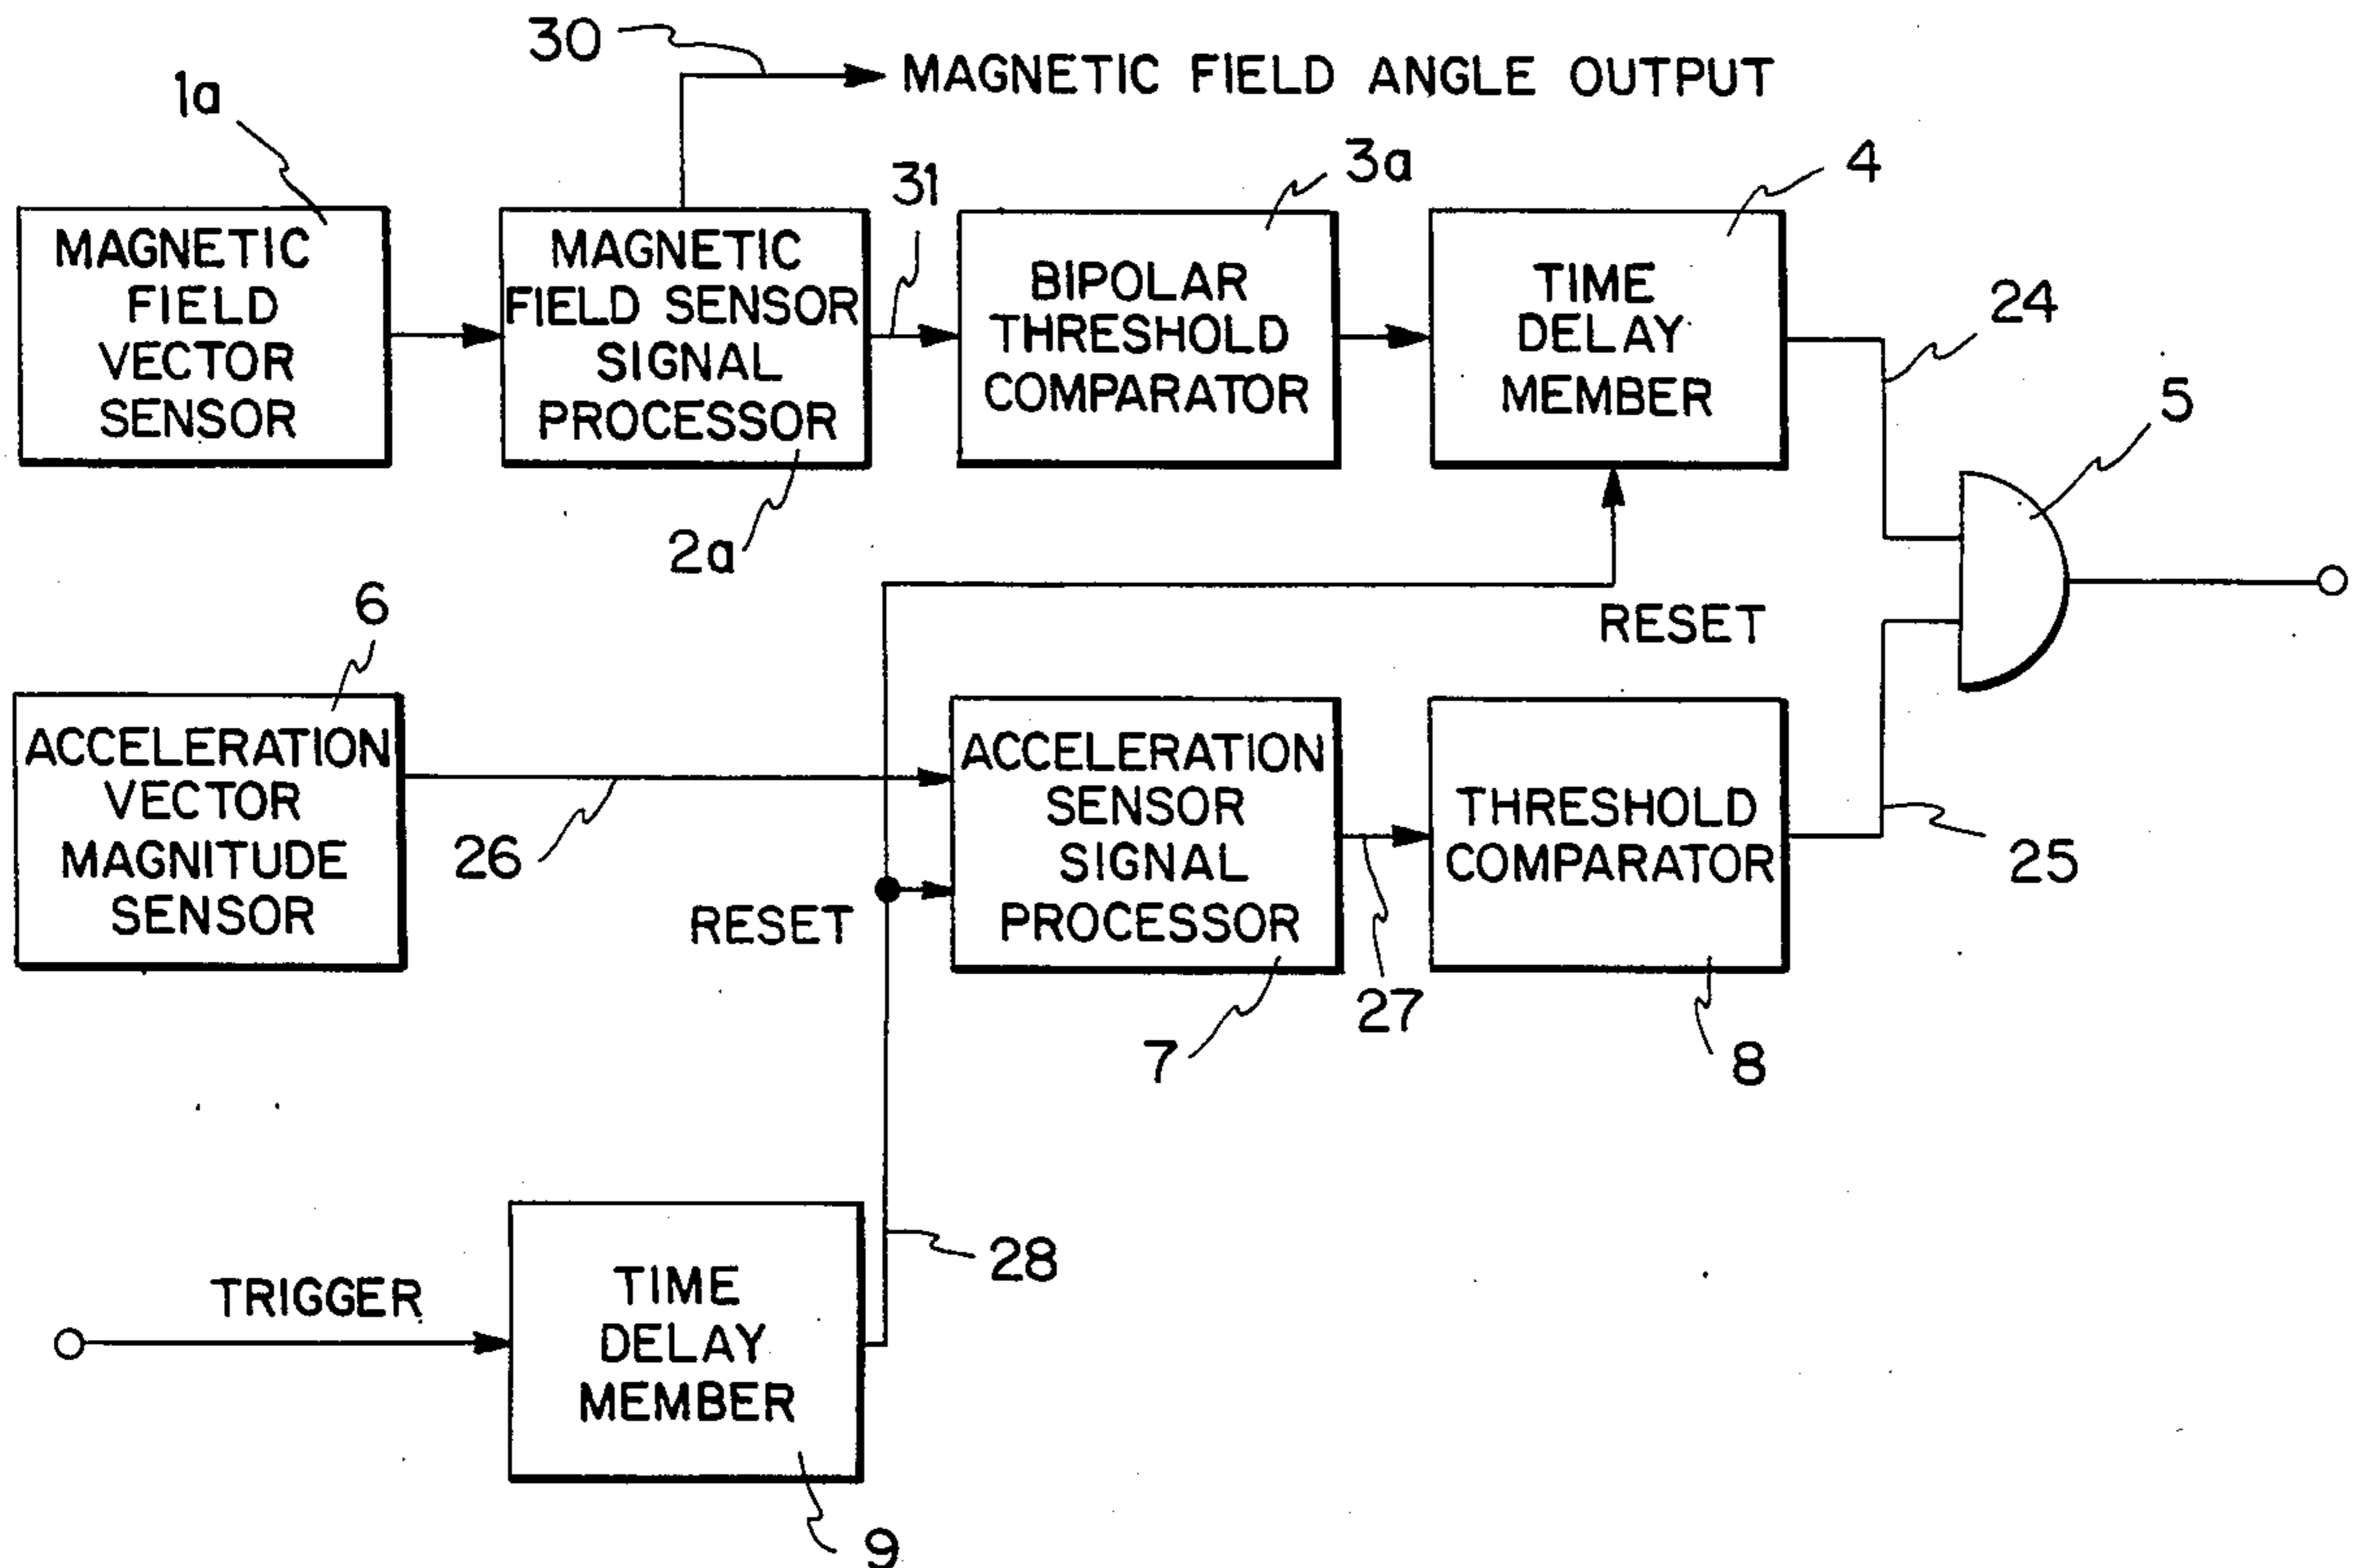 30
MAGNETIC FIELD ANGLE OUTPUT
1a
31
3a
4
MAGNETIC
FIELD
VECTOR
SENSOR
MAGNETIC
FIELD SENSOR
SIGNAL
PROCESSOR
BIPOLAR
THRESHOLD
COMPARATOR
TIME
DELAY
MEMBER
24
5
2a
6
RESET
ACCELERATION
VECTOR
MAGNITUDE
SENSOR
26
RESET
ACCELERATION
SENSOR
SIGNAL
PROCESSOR
THRESHOLD
COMPARATOR
25
27
7
8
28
TRIGGER
TIME
DELAY
MEMBER
9